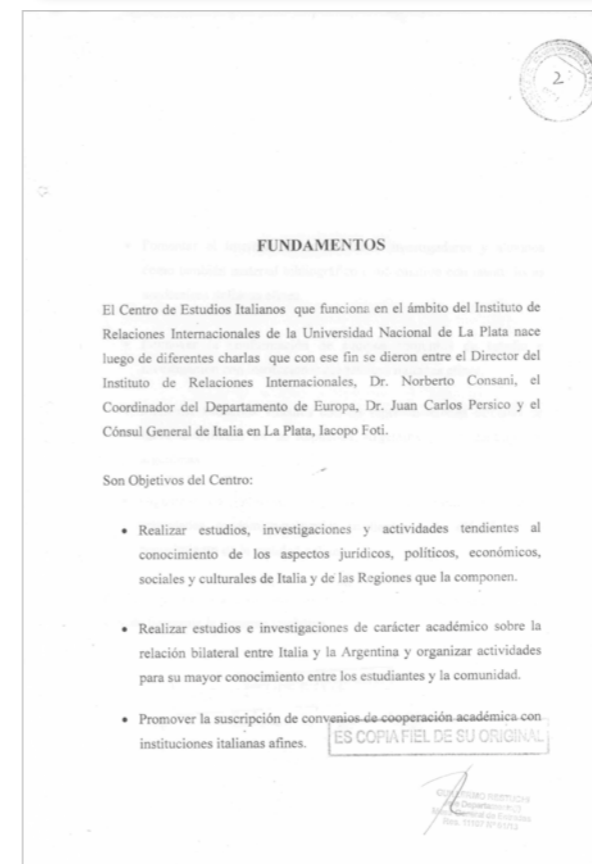 2
FUNDAMENTOS
El Centro de Estudios Italianos que funciona en el ámbito del Instituto de
Relaciones Internacionales de la Universidad Nacional de La Plata nace
luego de diferentes charlas que con ese fin se dieron entre el Director del
Instituto de Relaciones Internacionales, Dr. Norberto Consani, el
Coordinador del Departamento de Europa, Dr. Juan Carlos Persico y el
Cónsul General de Italia en La Plata, Iacopo Foti.
Son Objetivos del Centro:
• Realizar estudios, investigaciones y actividades tendientes al
conocimiento de los aspectos jurídicos, políticos, económicos,
sociales y culturales de Italia y de las Regiones que la componen.
• Realizar estudios e investigaciones de carácter académico sobre la
relación bilateral entre Italia y la Argentina y organizar actividades
para su mayor conocimiento entre los estudiantes y la comunidad.
• Promover la suscripción de convenios de cooperación académica con
instituciones italianas afines.
ES COPIA FIEL DE SU ORIGINAL